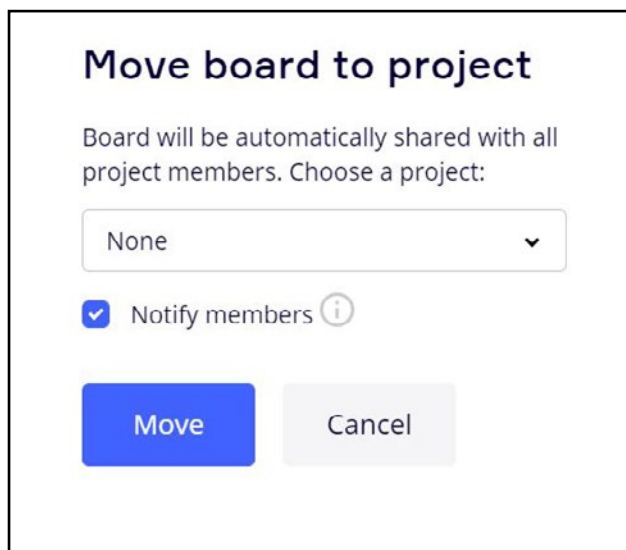 Move board to project
Board will be automatically shared with all
project members. Choose a project:
None
Notify members
Move
Cancel